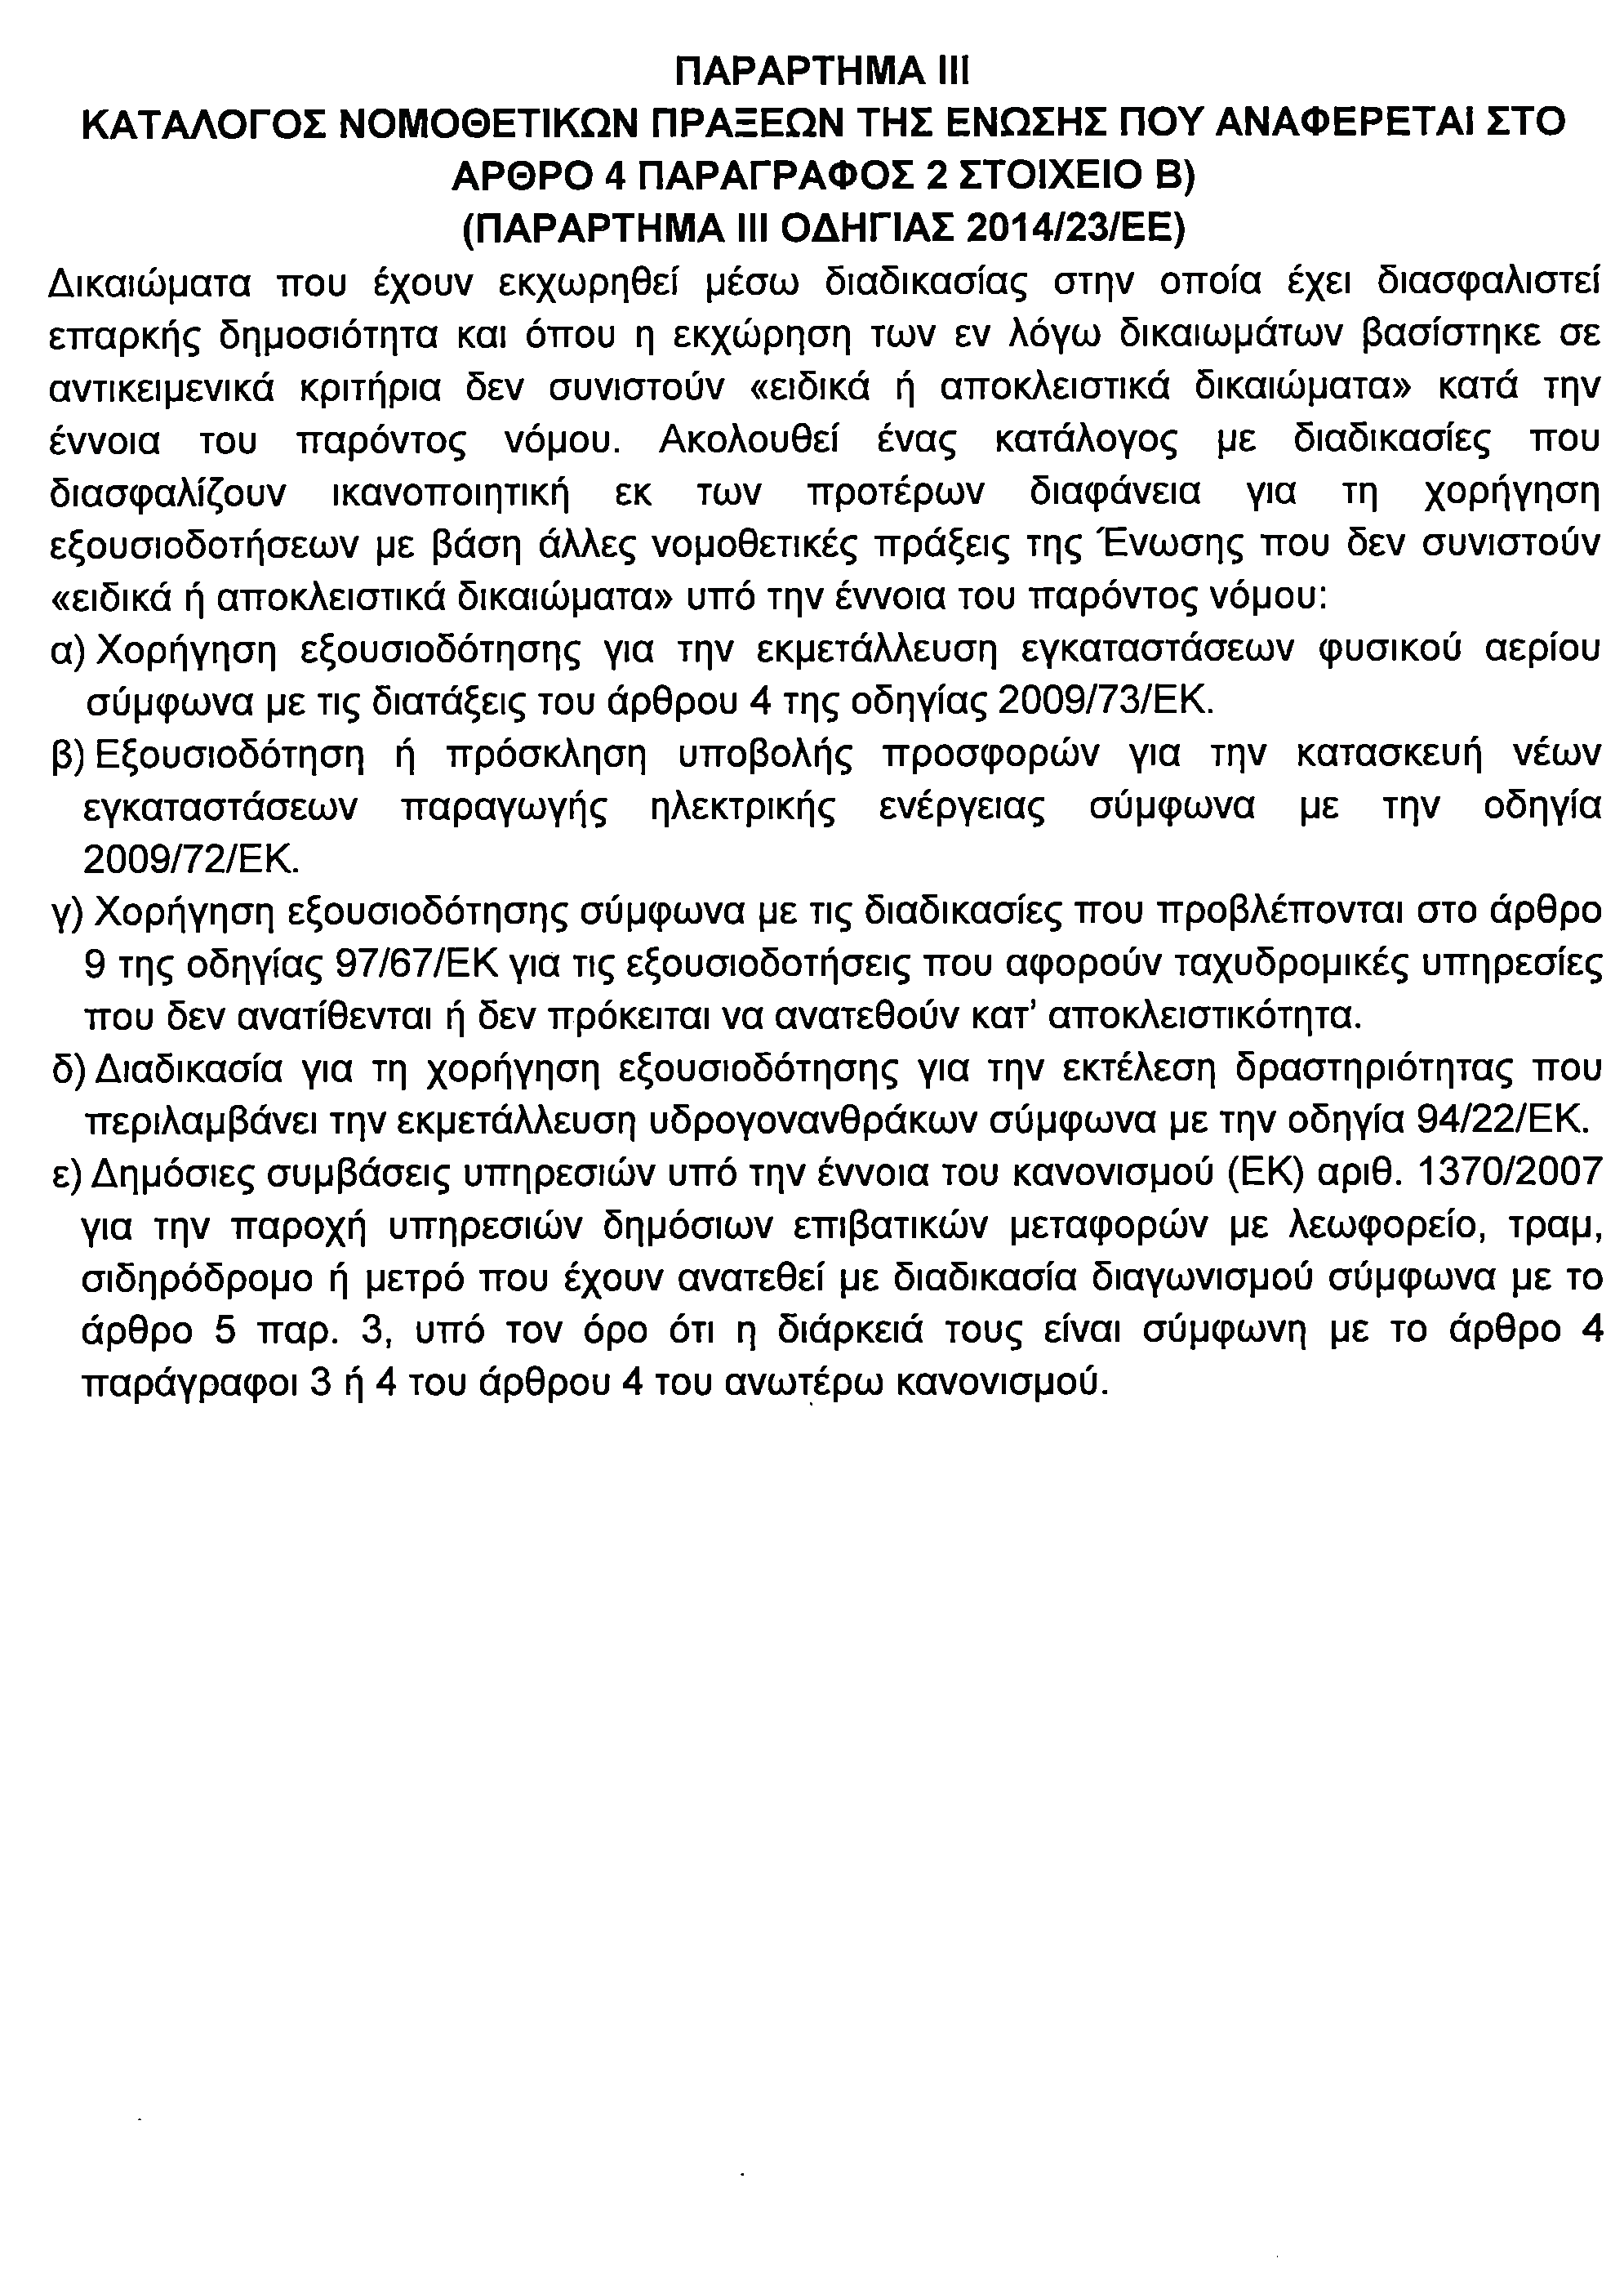 ΠΑΡΑΡΤΗΜΑ ΙΙΙ
ΚΑΤΑΛΟΓΟΣ ΝΟΜΟΘΕΤΙΚΩΝ ΠΡΑΞΕΩΝ ΤΗΣ ΕΝΩΣΗΣ ΠΟΥ ΑΝΑΦΕΡΕΤΑΙ ΣΤΟ
ΑΡΘΡΟ 4 ΠΑΡΑΓΡΑΦΟΣ 2 ΣΤΟΙΧΕΙΟ Β)
(ΠΑΡΑΡΤΗΜΑ ΙΙΙ ΟΔΗΓΙΑΣ 2014/23/ΕΕ)
Δικαιώματα που έχουν εκχωρηθεί μέσω διαδικασίας στην οποία έχει διασφαλιστεί
επαρκής δημοσιότητα και όπου η εκχώρηση των εν λόγω δικαιωμάτων βασίστηκε σε
αντικειμενικά κριτήρια δεν συνιστούν «ειδικά ή αποκλειστικά δικαιώματα» κατά την
έννοια του παρόντος νόμου. Ακολουθεί ένας κατάλογος με διαδικασίες που
διασφαλίζουν ικανοποιητική εκ των προτέρων διαφάνεια για τη χορήγηση
εξουσιοδοτήσεων με βάση άλλες νομοθετικές πράξεις της Ένωσης που δεν συνιστούν
«ειδικά ή αποκλειστικά δικαιώματα» υπό την έννοια του παρόντος νόμου:
α) Χορήγηση εξουσιοδότησης για την εκμετάλλευση εγκαταστάσεων φυσικού αερίου
σύμφωνα με τις διατάξεις του άρθρου 4 της οδηγίας 2009/73/ΕΚ.
β) Εξουσιοδότηση ή πρόσκληση υποβολής προσφορών για την κατασκευή νέων
εγκαταστάσεων παραγωγής ηλεκτρικής ενέργειας σύμφωνα με την οδηγία
2009/72/ΕΚ.
γ) Χορήγηση εξουσιοδότησης σύμφωνα με τις διαδικασίες που προβλέπονται στο άρθρο
9 της οδηγίας 97/67/ΕΚ για τις εξουσιοδοτήσεις που αφορούν ταχυδρομικές υπηρεσίες
που δεν ανατίθενται ή δεν πρόκειται να ανατεθούν κατ’ αποκλειστικότητα.
δ) Διαδικασία για τη χορήγηση εξουσιοδότησης για την εκτέλεση δραστηριότητας που
περιλαμβάνει την εκμετάλλευση υδρογονανθράκων σύμφωνα με την οδηγία 94/22/ΕΚ.
ε) Δημόσιες συμβάσεις υπηρεσιών υπό την έννοια του κανονισμού (ΕΚ) αριθ. 1370/2007
για την παροχή υπηρεσιών δημόσιων επιβατικών μεταφορών με λεωφορείο, τραμ,
σιδηρόδρομο ή μετρό που έχουν ανατεθεί με διαδικασία διαγωνισμού σύμφωνα με το
άρθρο 5 παρ. 3, υπό τον όρο ότι η διάρκειά τους είναι σύμφωνη με το άρθρο 4
παράγραφοι 3 ή 4 του άρθρου 4 του ανωτέρω κανονισμού.